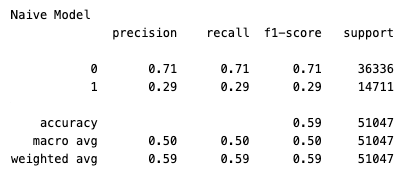 Naive Model
precision recall f1-score support
0 0.71 0.71 0.71 36336
1 0.29 0.29 0.29 14711
accuracy 0.59 51047
macro avg 0.50 0.50 0.50 51047
weighted avg 0.59 0.59 0.59 51047